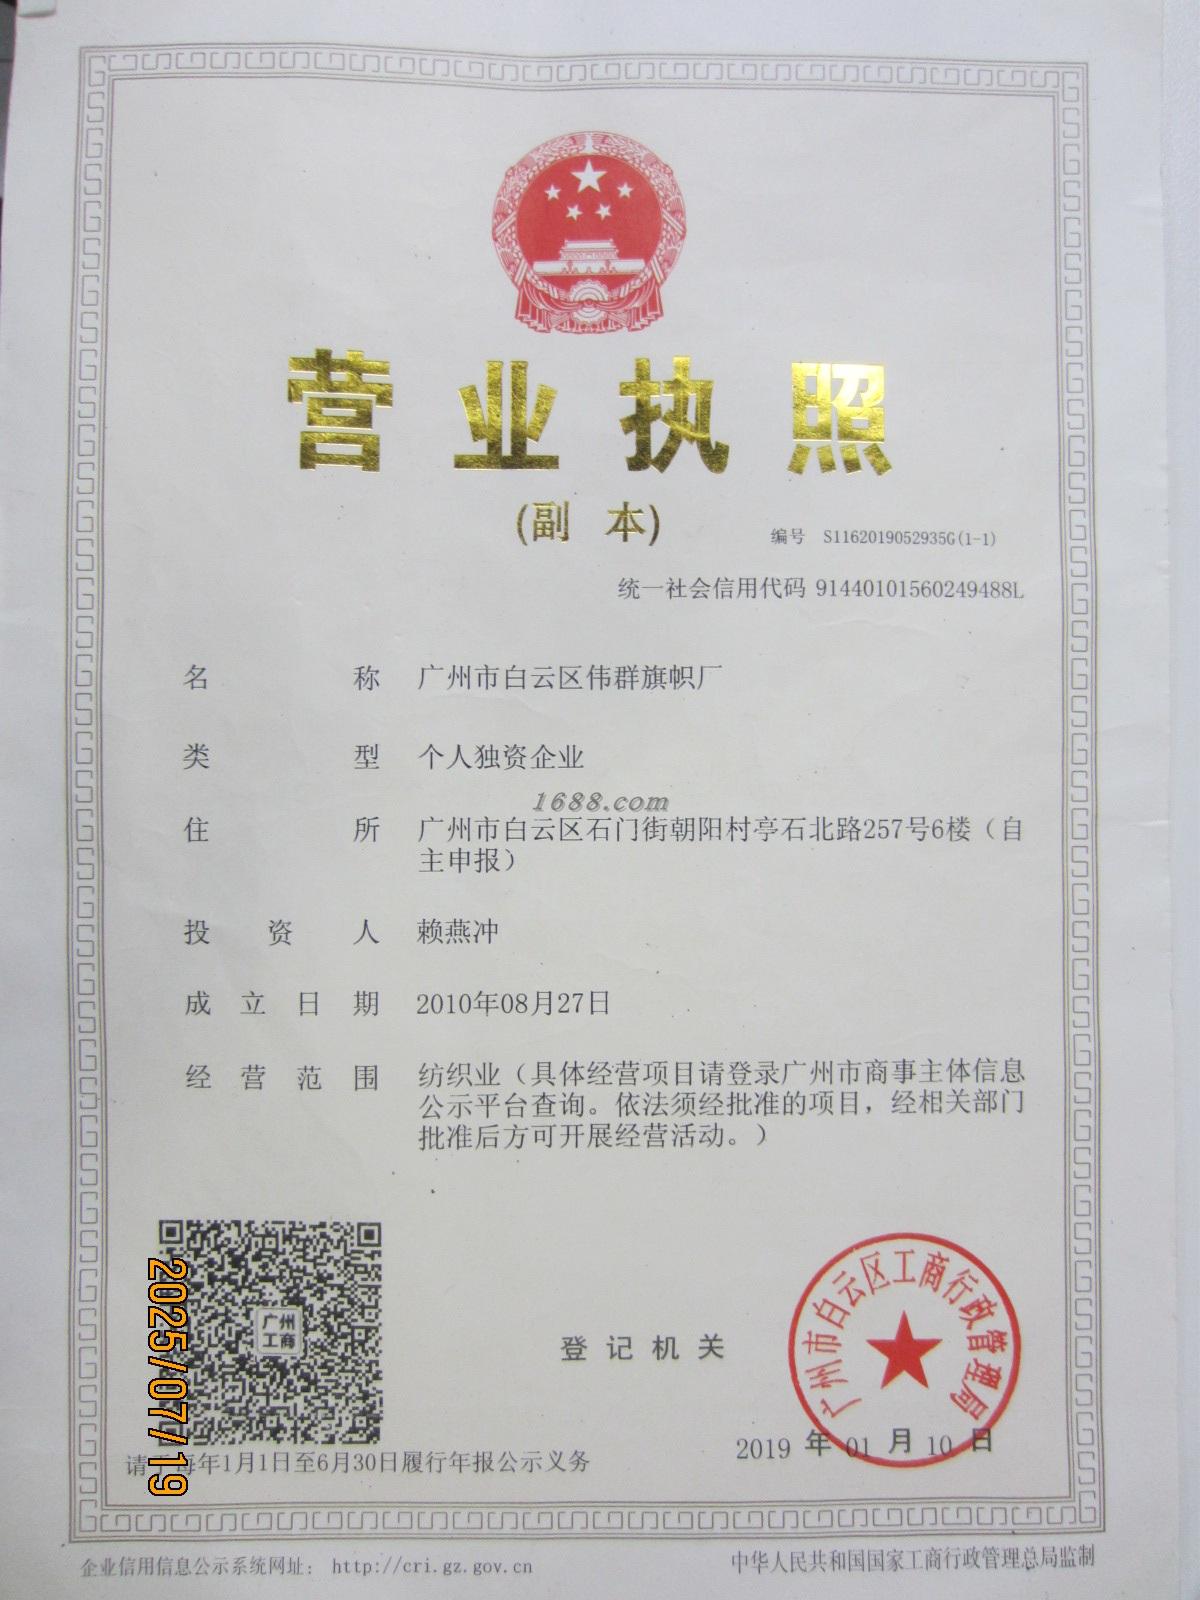 营业执照
(副 本)
编号 S1162019052935G(1-1)
统一社会信用代码 91440101560249488L
名 称 广州市白云区伟群旗帜厂
类 型 个人独资企业
1688.com
住 所 广州市白云区石门街朝阳村亭石北路257号6楼（自
主申报）
投 资 人 赖燕冲
成 立 日 期 2010年08月27日
经 营 范 围 纺织业（具体经营项目请登录广州市商事主体信息
公示平台查询。依法须经批准的项目，经相关部门
批准后方可开展经营活动。）
广州
工商
2025/07/19
登 记 机 关
广州市白云区工商行政管理局
2019 年 01 月 10 日
请于每年1月1日至6月30日履行年报公示义务
企业信用信息公示系统网址： http://cri.gz.gov.cn
中华人民共和国国家工商行政管理总局监制